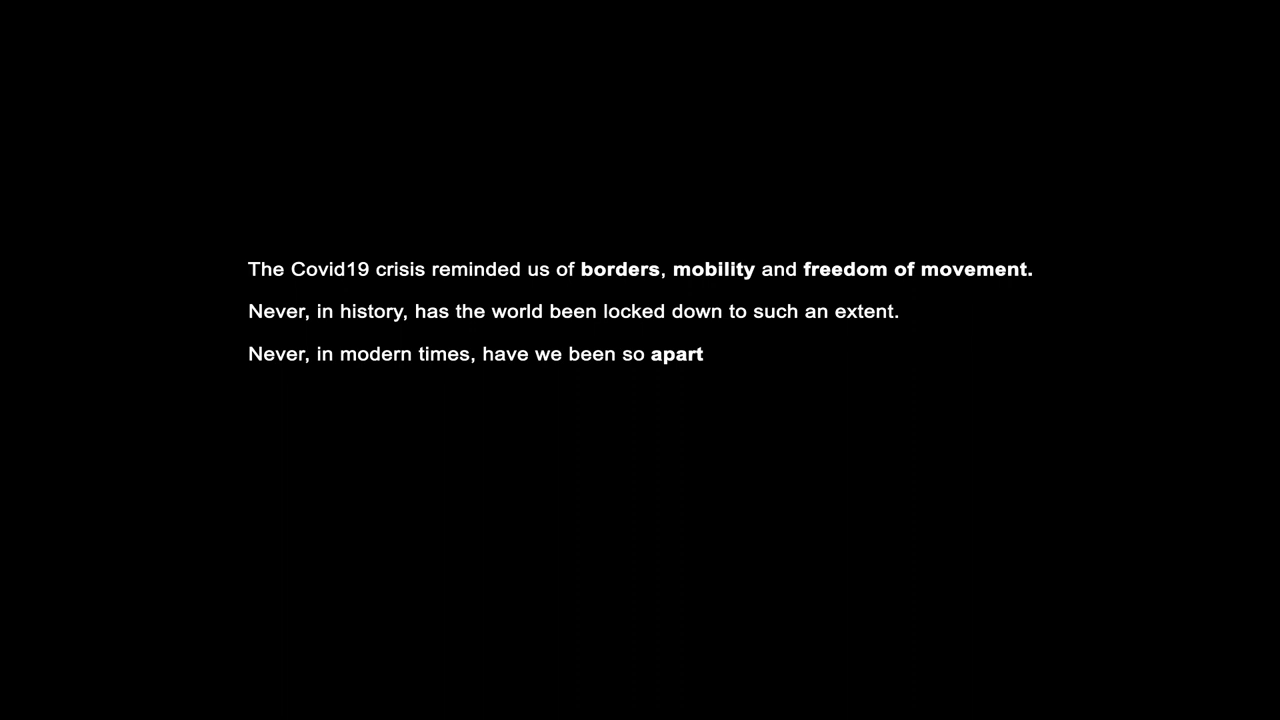 The Covid19 crisis reminded us of borders, mobility and freedom of movement.
Never, in history, has the world been locked down to such an extent.
Never, in modern times, have we been so apart